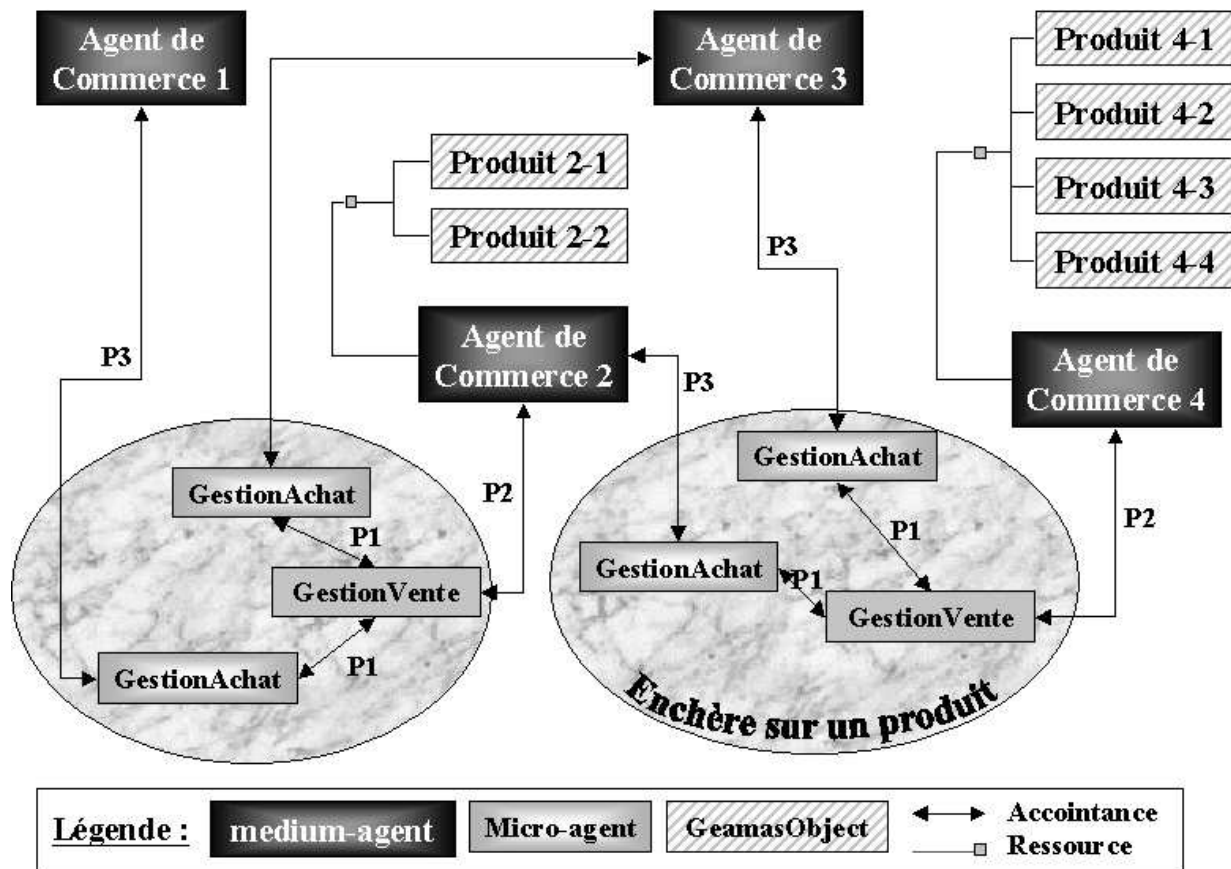 Agent de
Commerce 1
Agent de
Commerce 3
Produit 4-1
Produit 4-2
Produit 4-3
Produit 4-4
Produit 2-1
Produit 2-2
P3
P3
Agent de
Commerce 2
P3
Agent de
Commerce 4
GestionAchat
P1
GestionVente
P1
GestionAchat
P2
GestionAchat
P1
GestionAchat
P1
GestionVente
P2
Enchère sur un produit
Légende :
medium-agent
Micro-agent
GeamasObject
Accointance
Ressource